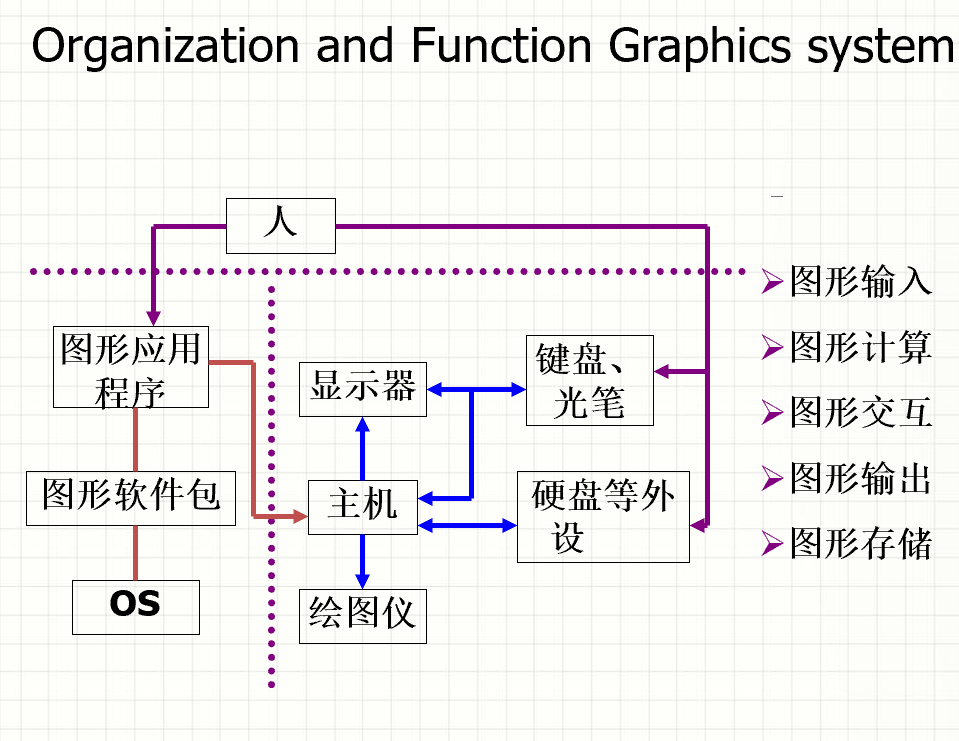 Organization and Function Graphics system
人
图形应用
程序
图形软件包
OS
显示器
主机
绘图仪
键盘、
光笔
硬盘等外
设
图形输入
图形计算
图形交互
图形输出
图形存储